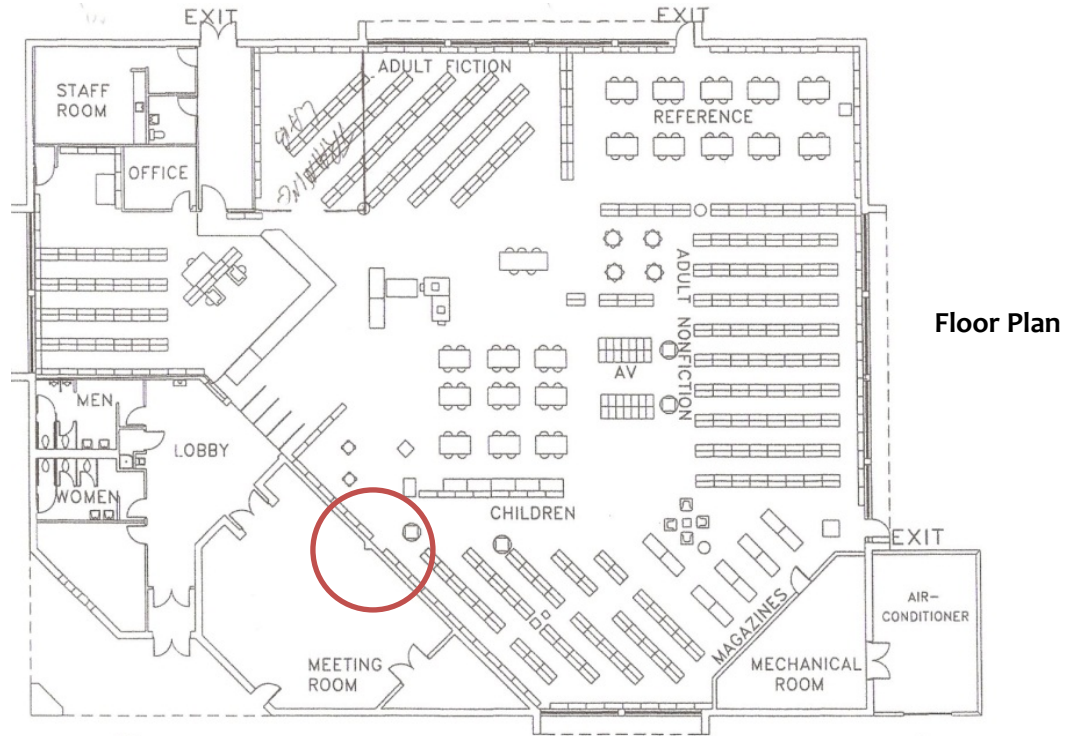 EXIT
EXIT
ADULT FICTION
STAFF
ROOM
REFERENCE
TRAINING
OFFICE
ADULT NONFICTION
Floor Plan
AV
MEN
LOBBY
WOMEN
CHILDREN
EXIT
AIR-
CONDITIONER
MAGAZINES
MEETING
ROOM
MECHANICAL
ROOM